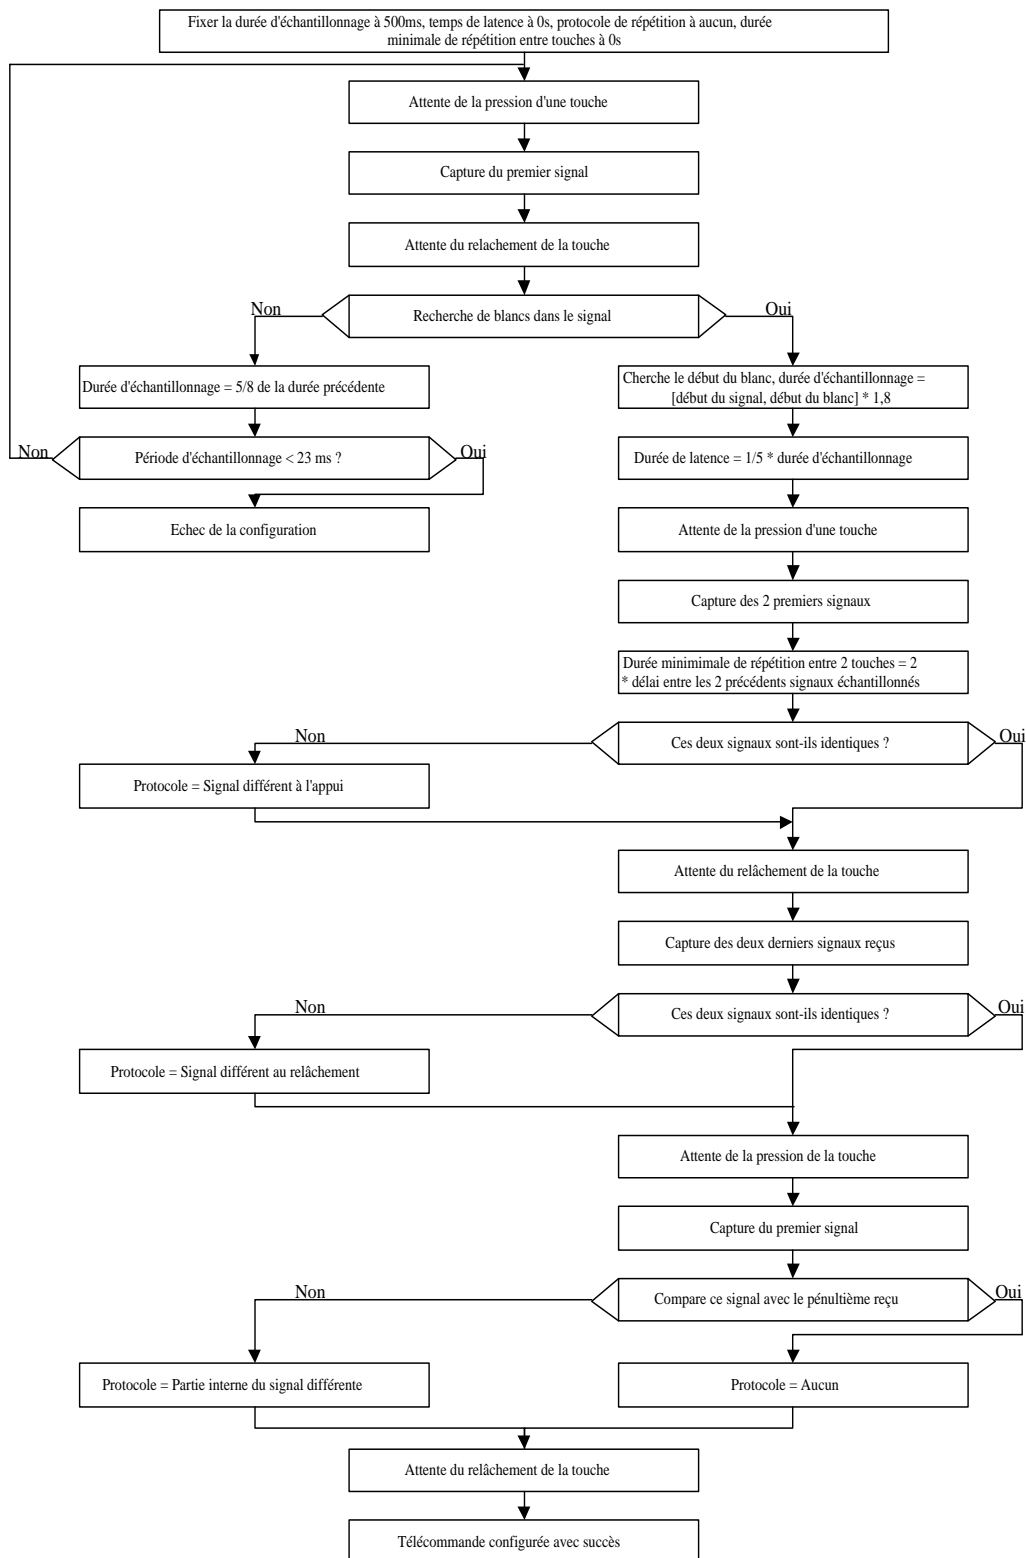 Fixer la durée d'échantillonnage à 500ms, temps de latence à 0s, protocole de répétition à aucun, durée
minimale de répétition entre touches à 0s
Attente de la pression d'une touche
Capture du premier signal
Attente du relachement de la touche
Non
Recherche de blancs dans le signal
Oui
Durée d'échantillonnage = 5/8 de la durée précédente
Cherche le début du blanc, durée d'échantillonnage =
[début du signal, début du blanc] * 1,8
Non
Période d'échantillonnage < 23 ms ?
Oui
Durée de latence = 1/5 * durée d'échantillonnage
Echec de la configuration
Attente de la pression d'une touche
Capture des 2 premiers signaux
Durée minimimale de répétition entre 2 touches = 2
* délai entre les 2 précédents signaux échantillonnés
Non
Ces deux signaux sont-ils identiques ?
Oui
Protocole = Signal différent à l'appui
Attente du relâchement de la touche
Capture des deux derniers signaux reçus
Non
Ces deux signaux sont-ils identiques ?
Oui
Protocole = Signal différent au relâchement
Attente de la pression de la touche
Capture du premier signal
Non
Compare ce signal avec le pénultième reçu
Oui
Protocole = Partie interne du signal différente
Protocole = Aucun
Attente du relâchement de la touche
Télécommande configurée avec succès